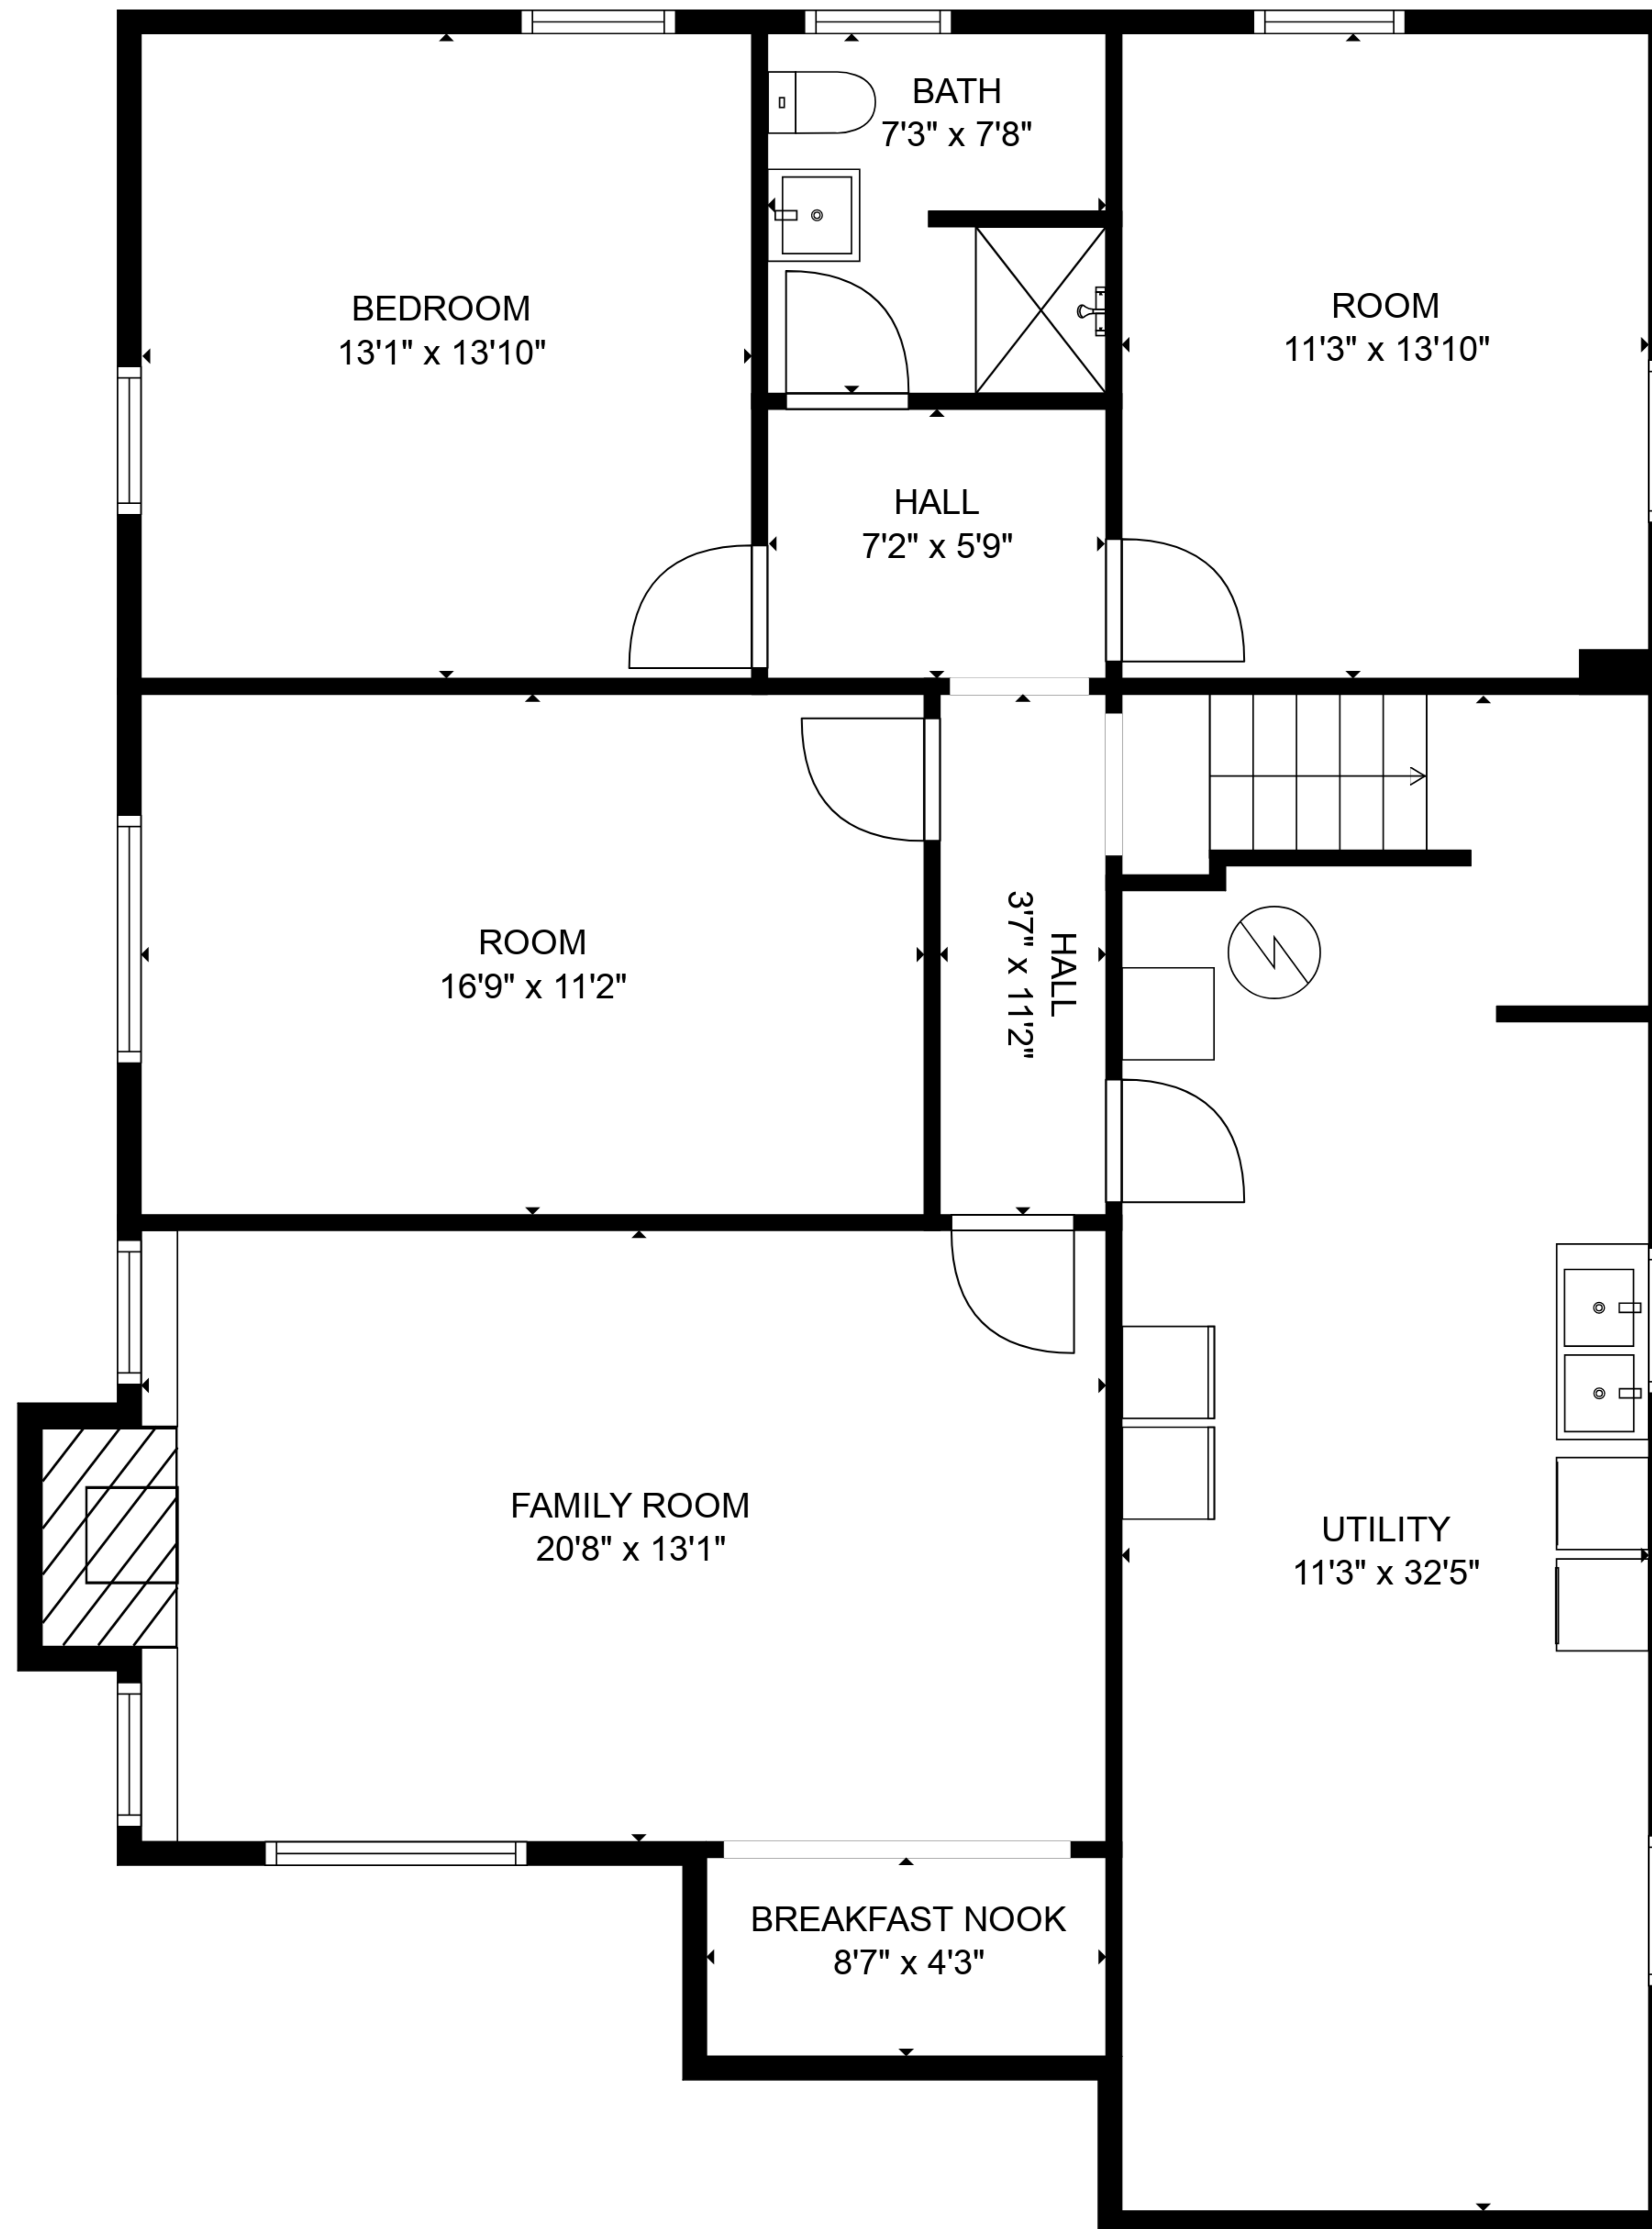 BATH
7'3" x 7'8"
BEDROOM
13'1" x 13'10"
ROOM
11'3" x 13'10"
HALL
7'2" x 5'9"
ROOM
16'9" x 11'2"
HALL
3'7" x 11'2"
FAMILY ROOM
20'8" x 13'1"
UTILITY
11'3" x 32'5"
BREAKFAST NOOK
8'7" x 4'3"